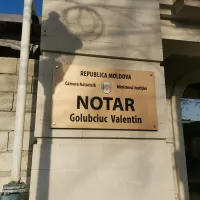 REPUBLICA MOLDOVA
Camera Notarială Ministerul Justiției
NOTAR
Golubciuc Valentin